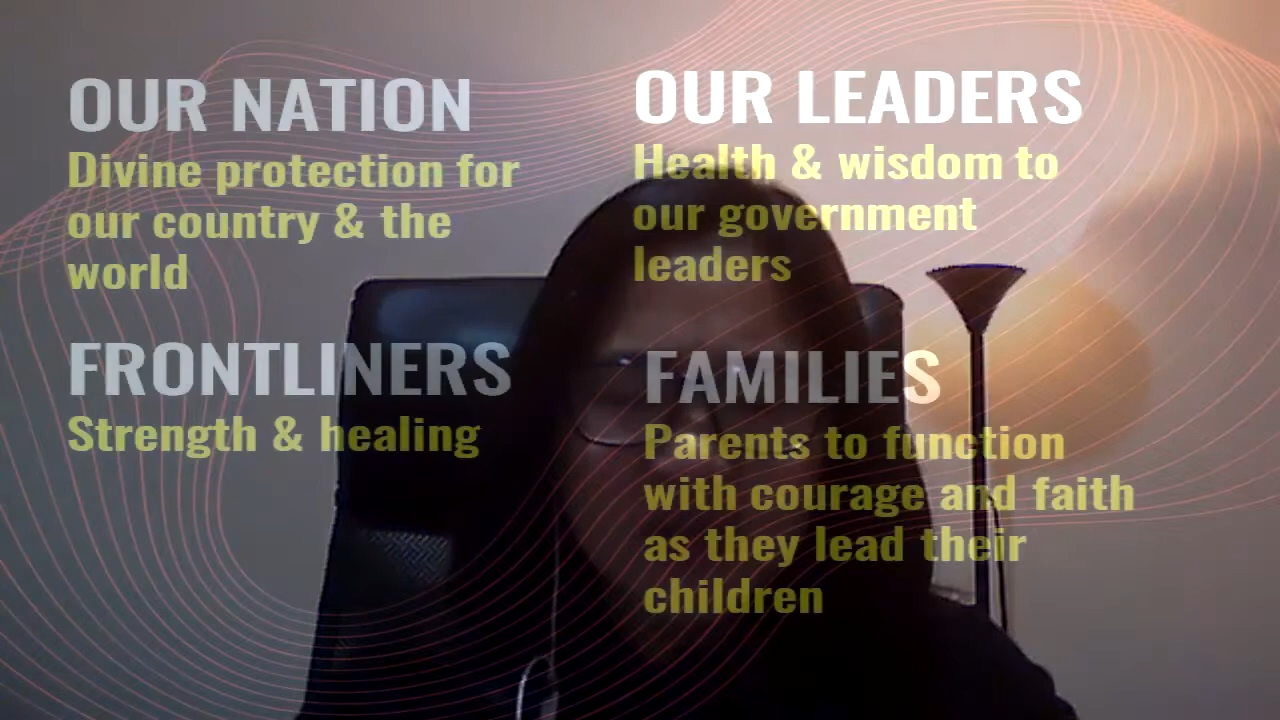 OUR NATION
Divine protection for
our country & the
world
FRONTLINERS
Strength & healing
OUR LEADERS
Health & wisdom to
our government
leaders
FAMILIES
Parents to function
with courage and faith
as they lead their
children